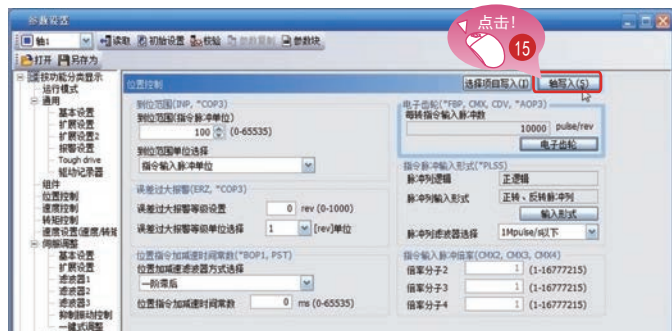 参数设置
点击!
15
轴1
读取 初始设置 校验 参数复制 参数块
打开 另存为
按功能分类显示
运行模式
通用
基本设置
扩展设置
扩展设置2
报警设置
Tough drive
驱动记录器
组件
位置控制
速度控制
转矩控制
速度设置(速度/转矩
伺服调整
基本设置
扩展设置
滤波器1
滤波器2
滤波器3
抑制振动控制
一键式调整
位置控制
选择项目写入(I)
轴写入(S)
到位范围(INP, *COP3)
到位范围(指令脉冲单位)
100 (0-65535)
到位范围单位选择
指令输入脉冲单位
误差过大报警(ERZ, *COP3)
误差过大报警等级设置 0 rev (0-1000)
误差过大报警等级单位选择 1 [rev]单位
位置指令加减速时间常数(*BOP1, PST)
位置加减速滤波器方式选择
一阶滞后
位置指令加减速时间常数 0 ms (0-65535)
电子齿轮(*FBP, CMX, CDV, *AOP3)
每转指令输入脉冲数
10000 pulse/rev
电子齿轮
指令脉冲输入形式(*PLSS)
脉冲列逻辑 正逻辑
脉冲列输入形式 正转、反转脉冲列
输入形式
脉冲列滤波器选择 1Mpulse/s以下
指令输入脉冲倍率(CMX2, CMX3, CMX4)
倍率分子2 1 (1-16777215)
倍率分子3 1 (1-16777215)
倍率分子4 1 (1-16777215)